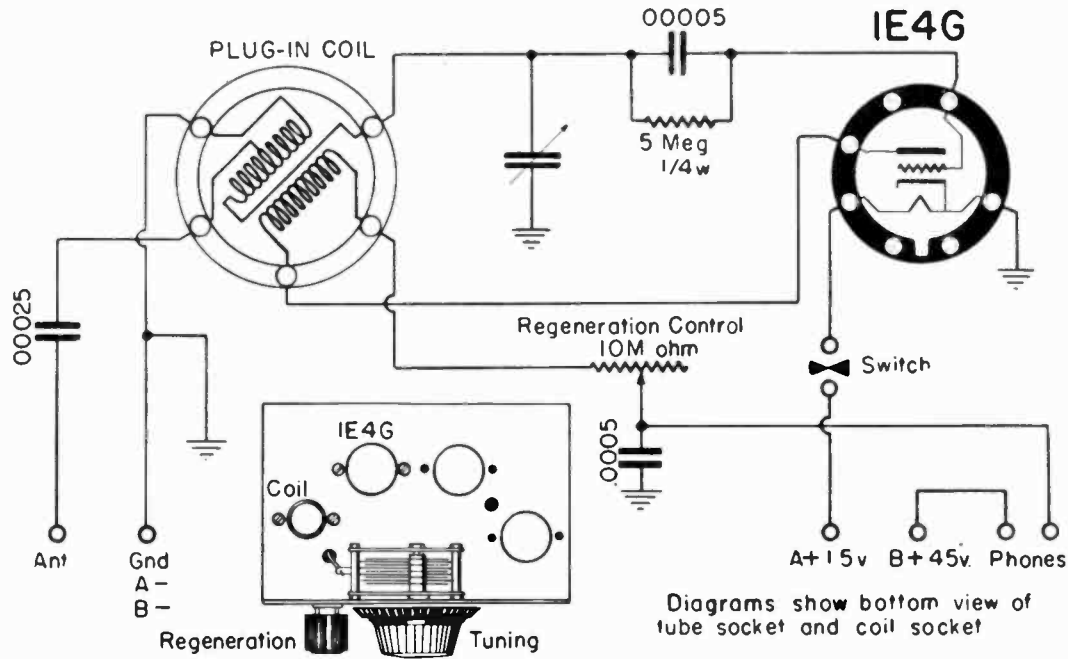 00005
1E4G
PLUG-IN COIL
5 Meg
1/4w
00025
Regeneration Control
10M ohm
Switch
.0005
1E4G
Coil
Ant
Gnd
A-
B-
A+ 1.5v
B+ 45v.
Phones
Regeneration
Tuning
Diagrams show bottom view of
tube socket and coil socket